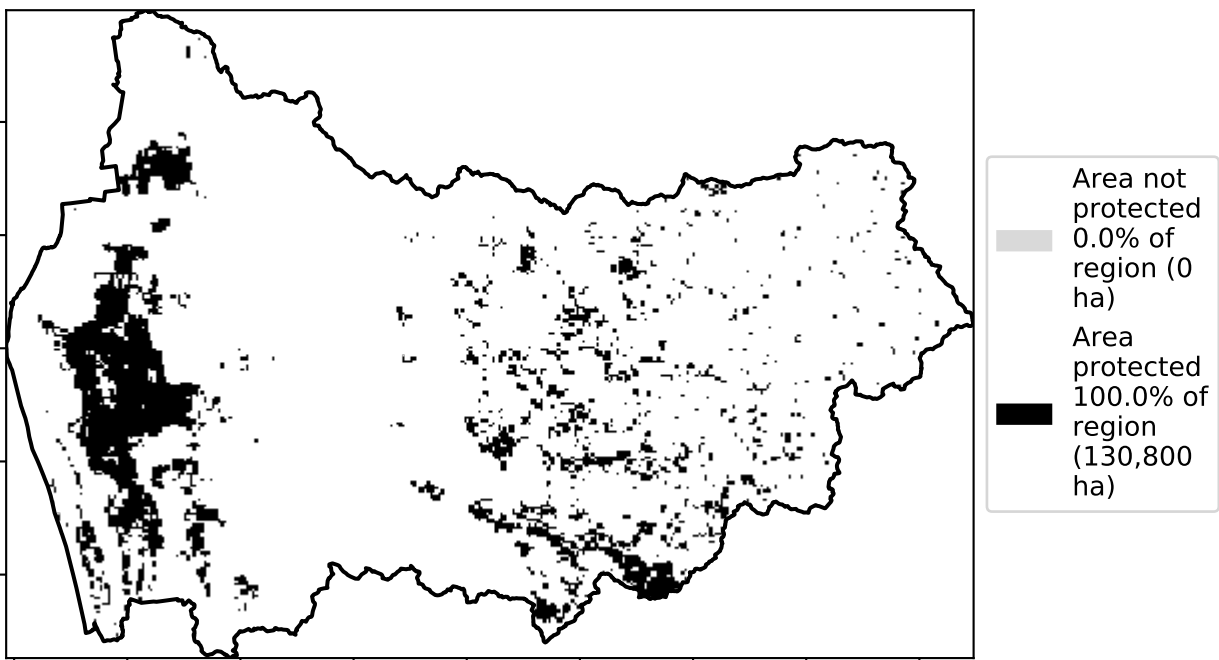 Area not
protected
0.0% of
region (0
ha)
Area
protected
100.0% of
region
(130,800
ha)